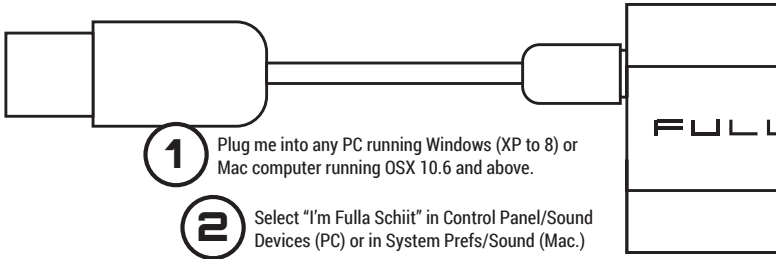 FULL
1
Plug me into any PC running Windows (XP to 8) or
Mac computer running OSX 10.6 and above.
2
Select “I’m Fulla Schiit” in Control Panel/Sound
Devices (PC) or in System Prefs/Sound (Mac.)